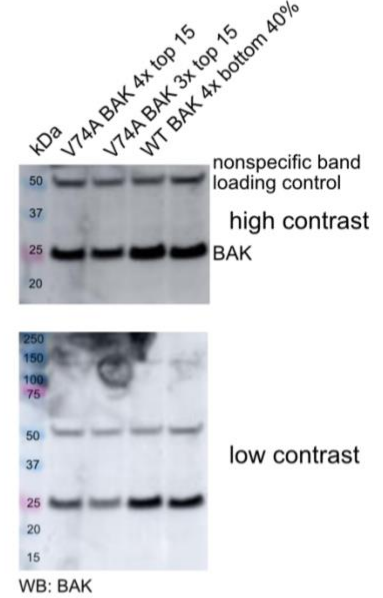 kDa
V74A BAK 4x top 15
V74A BAK 3x top 15
WT BAK 4x bottom 40%
nonspecific band
loading control
50
37
high contrast
25
BAK
20
250
150
100
75
50
37
low contrast
25
20
15
WB: BAK